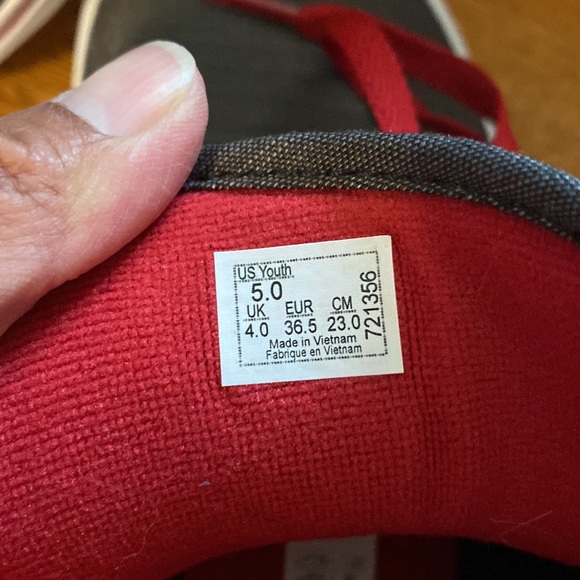 US Youth
5.0
UK EUR CM
4.0 36.5 23.0
Made in Vietnam
Fabrique en Vietnam
721356